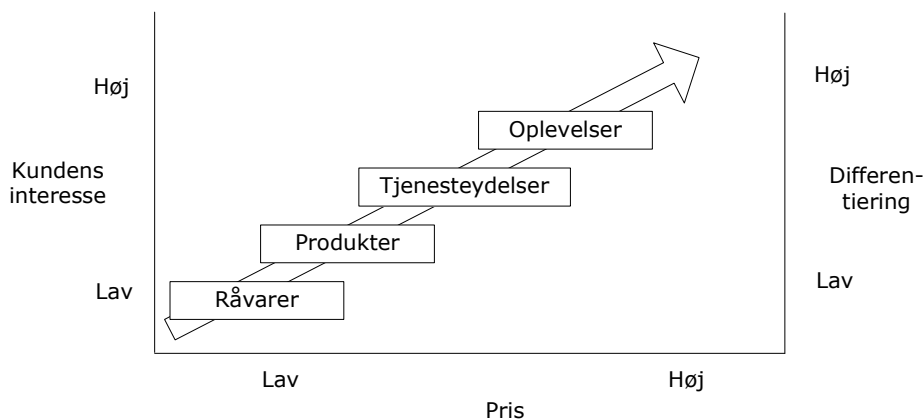 Høj
Høj
Oplevelser
Kundens
interesse
Tjenesteydelser
Differen-
tiering
Produkter
Lav
Råvarer
Lav
Lav
Høj
Pris